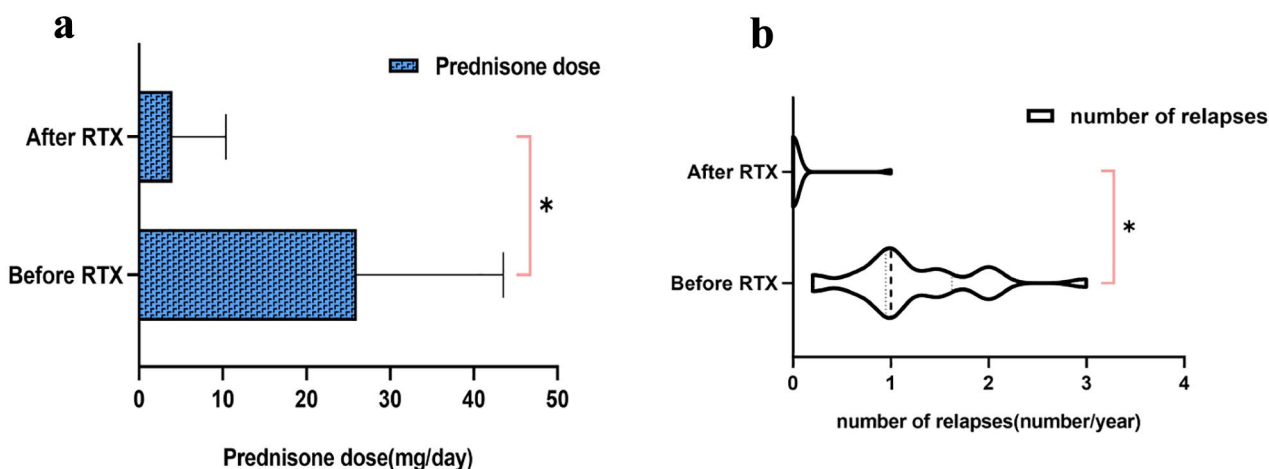 a
Prednisone dose
After RTX
*
Before RTX
0 10 20 30 40 50
Prednisone dose(mg/day)
b
number of relapses
After RTX
*
Before RTX
0 1 2 3 4
number of relapses(number/year)